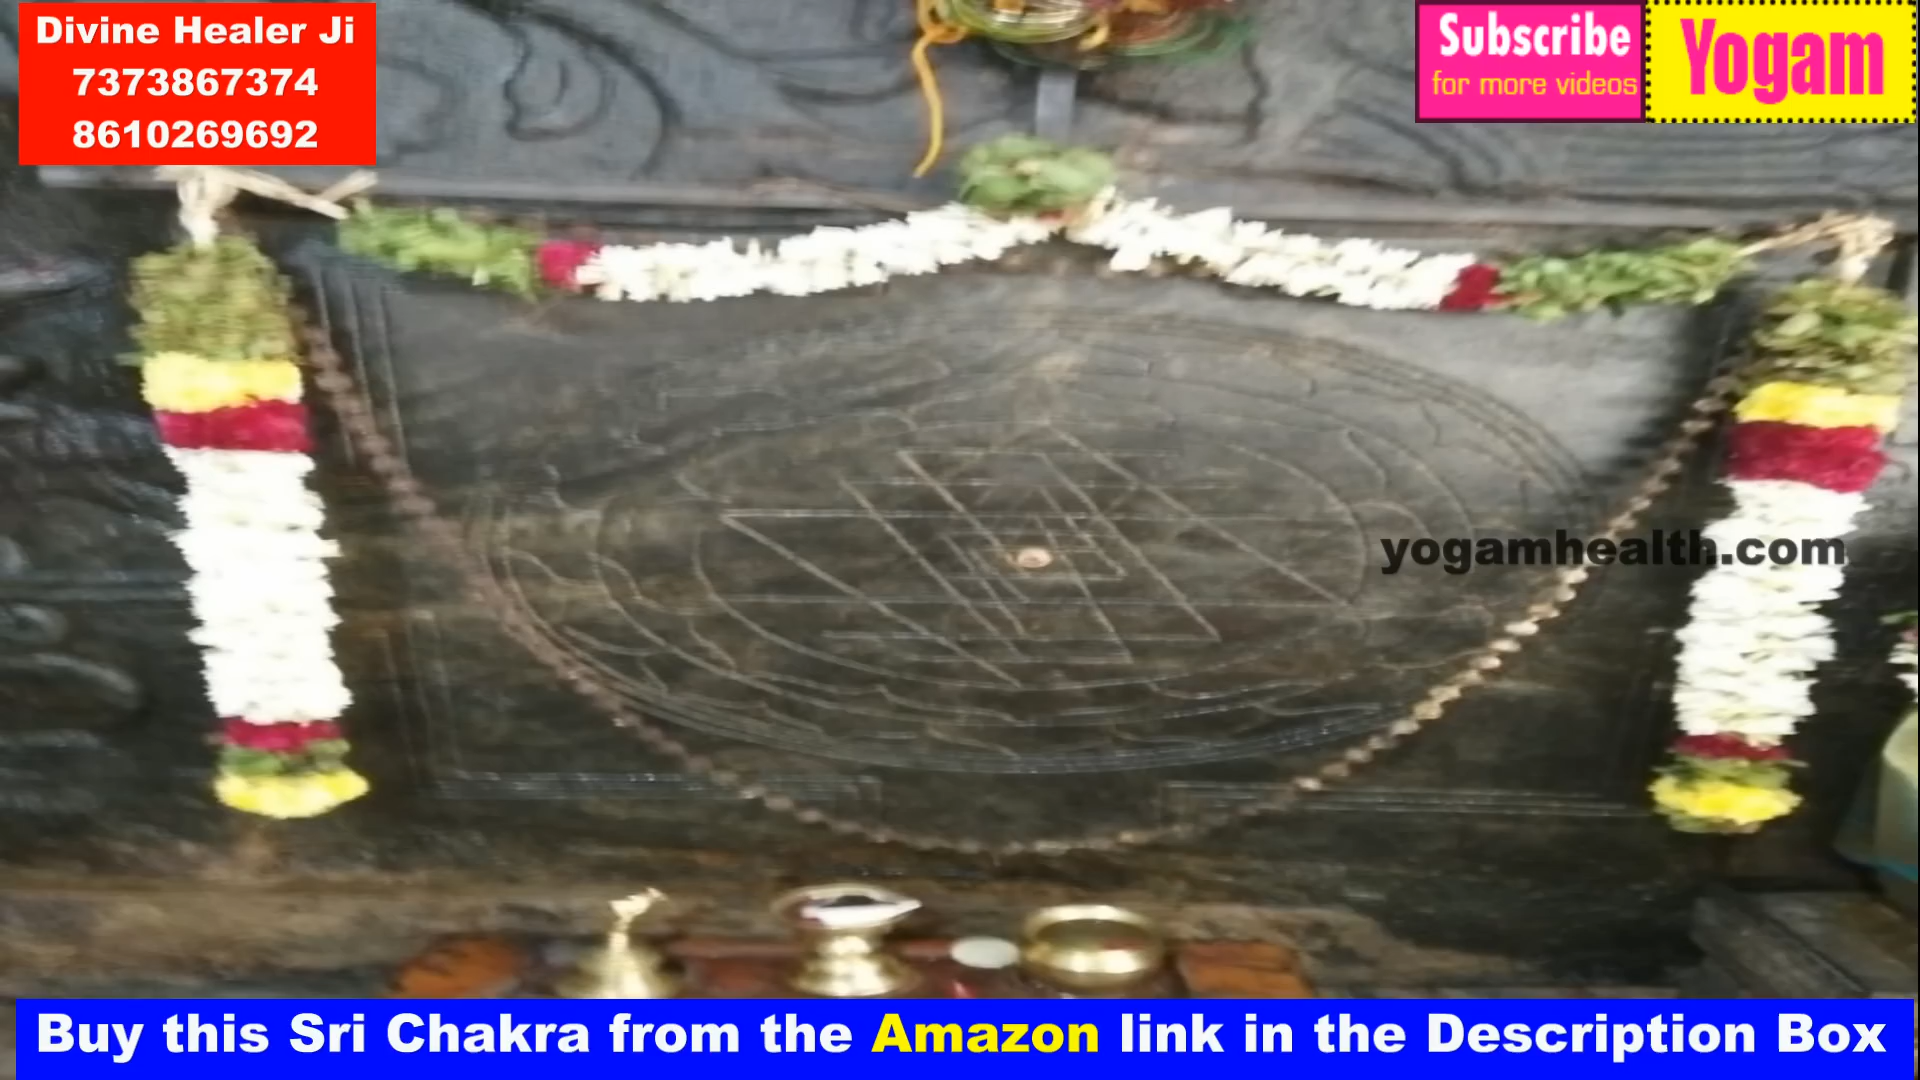 Divine Healer Ji
7373867374
8610269692
Subscribe
for more videos
Yogam
yogamhealth.com
Buy this Sri Chakra from the Amazon link in the Description Box